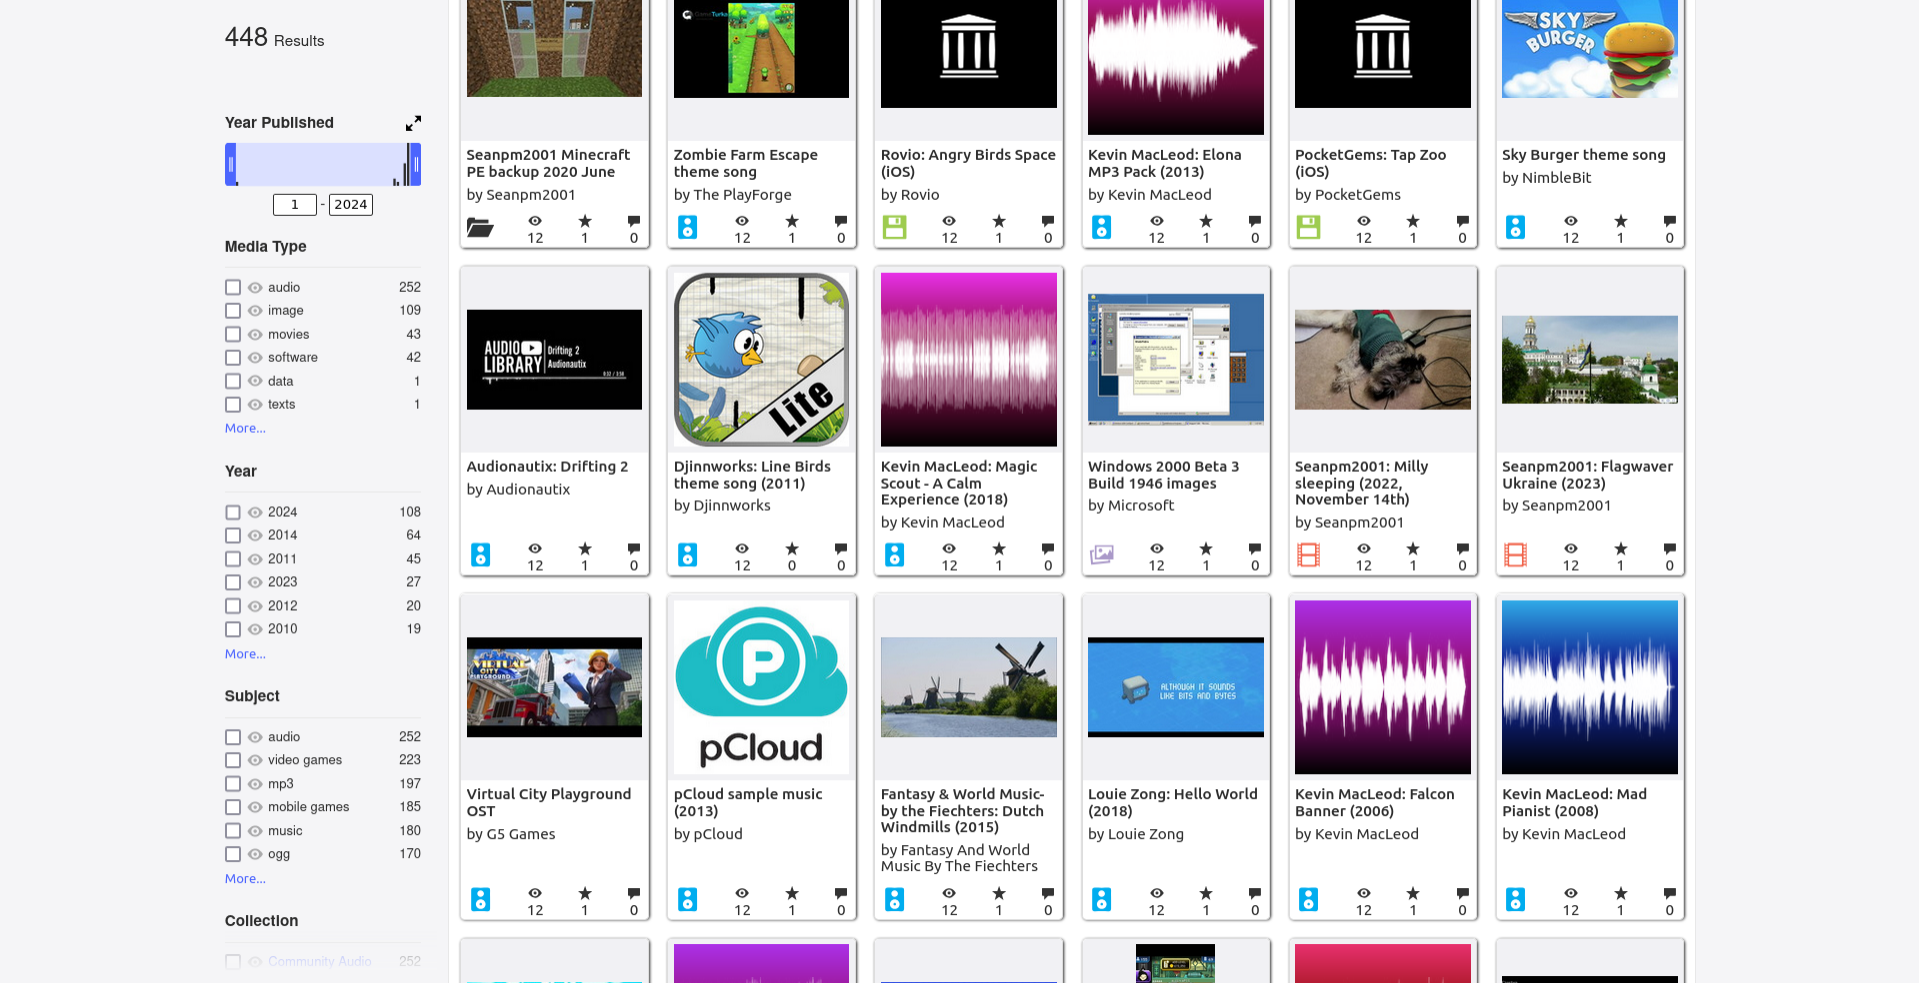 448 Results
Year Published
1 - 2024
Media Type
audio 252
image 109
movies 43
software 42
data 1
texts 1
More...
Year
2024 108
2014 64
2011 45
2023 27
2012 20
2010 19
More...
Subject
audio 252
video games 223
mp3 197
mobile games 185
music 180
ogg 170
More...
Collection
Community Audio 252
SKY
BURGER
Seanpm2001 Minecraft
PE backup 2020 June
by Seanpm2001
12 1 0
Zombie Farm Escape
theme song
by The PlayForge
12 1 0
Rovio: Angry Birds Space
(iOS)
by Rovio
12 1 0
Kevin MacLeod: Elona
MP3 Pack (2013)
by Kevin MacLeod
12 1 0
PocketGems: Tap Zoo
(iOS)
by PocketGems
12 1 0
Sky Burger theme song
by NimbleBit
12 1 0
AUDIO
LIBRARY
Drifting 2
Audionautix
Audionautix: Drifting 2
by Audionautix
12 1 0
Lite
Djinnworks: Line Birds
theme song (2011)
by Djinnworks
12 0 0
Kevin MacLeod: Magic
Scout - A Calm
Experience (2018)
by Kevin MacLeod
12 1 0
Windows 2000 Beta 3
Build 1946 images
by Microsoft
12 1 0
Seanpm2001: Milly
sleeping (2022,
November 14th)
by Seanpm2001
12 1 0
Seanpm2001: Flagwaver
Ukraine (2023)
by Seanpm2001
12 1 0
VIRTUAL
CITY
PLAYGROUND
Virtual City Playground
OST
by G5 Games
12 1 0
P
pCloud
pCloud sample music
(2013)
by pCloud
12 1 0
Fantasy & World Music-
by the Fiechters: Dutch
Windmills (2015)
by Fantasy And World
Music By The Fiechters
12 1 0
ALTHOUGH IT SOUNDS
LIKE BITS AND BYTES
Louie Zong: Hello World
(2018)
by Louie Zong
12 1 0
Kevin MacLeod: Falcon
Banner (2006)
by Kevin MacLeod
12 1 0
Kevin MacLeod: Mad
Pianist (2008)
by Kevin MacLeod
12 1 0